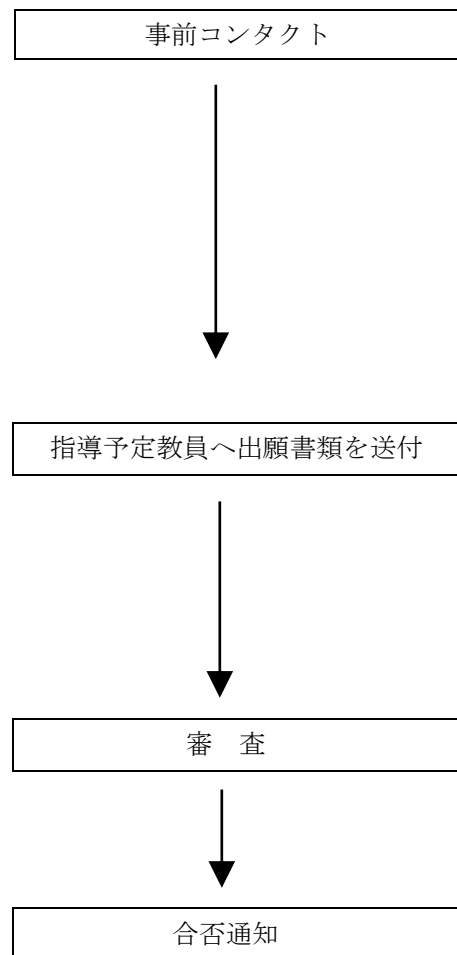 事前コンタクト
指導予定教員へ出願書類を送付
審　査
合否通知